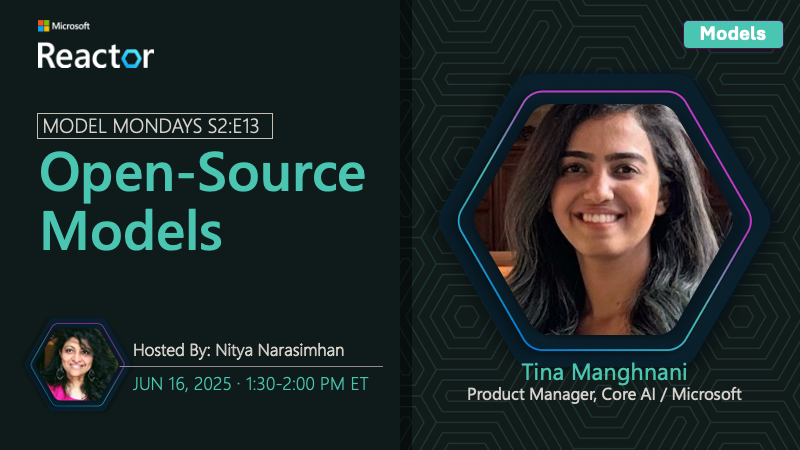 Microsoft
Reactor
Models
MODEL MONDAYS S2:E13
Open-Source
Models
Hosted By: Nitya Narasimhan
JUN 16, 2025 · 1:30-2:00 PM ET
Tina Manghnani
Product Manager, Core AI / Microsoft